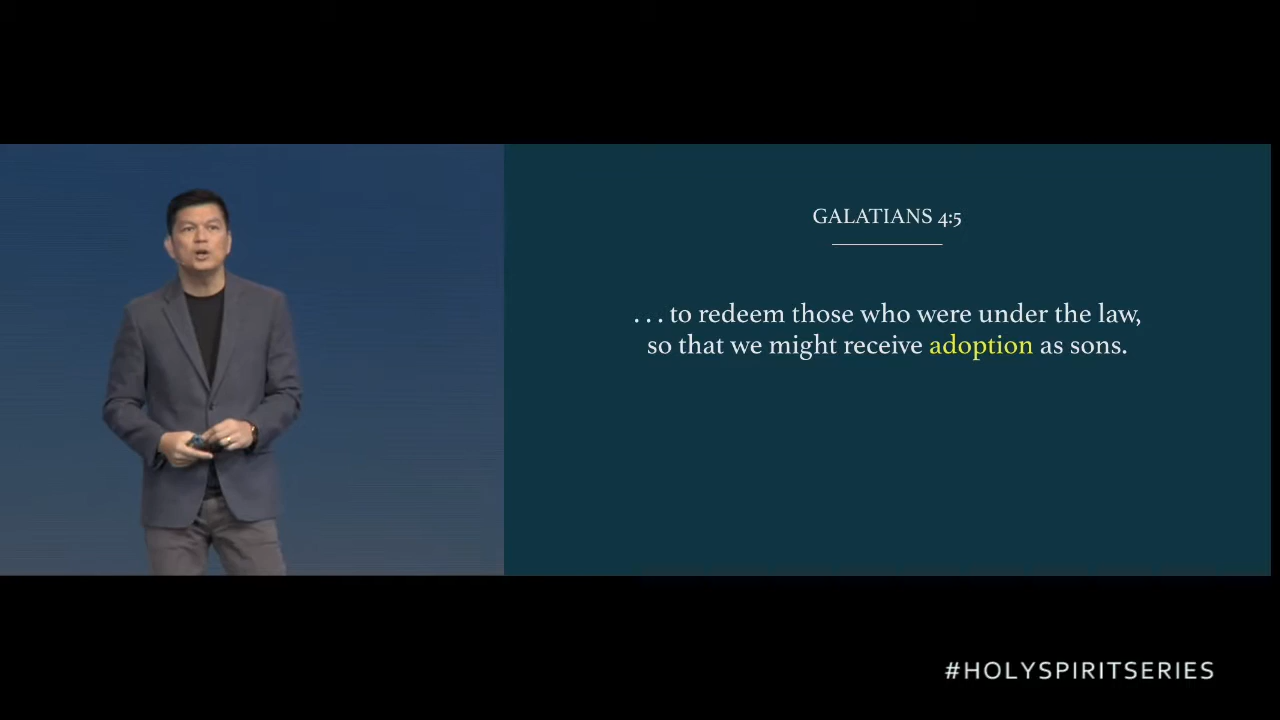 GALATIANS 4:5
. . . to redeem those who were under the law,
so that we might receive adoption as sons.
#HOLYSPIRITSERIES